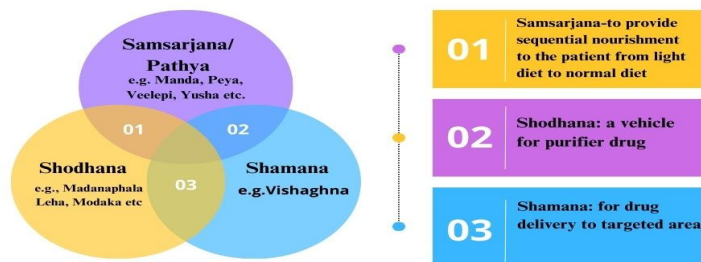 Samsarjana/
Pathya
e.g. Manda, Peya,
Veelepi, Yusha etc.
01
02
Shodhana
e.g., Madanaphala
Leha, Modaka etc
03
Shamana
e.g.Vishaghna
01
Samsarjana-to provide
sequential nourishment
to the patient from light
diet to normal diet
02
Shodhana: a vehicle
for purifier drug
03
Shamana: for drug
delivery to targeted area